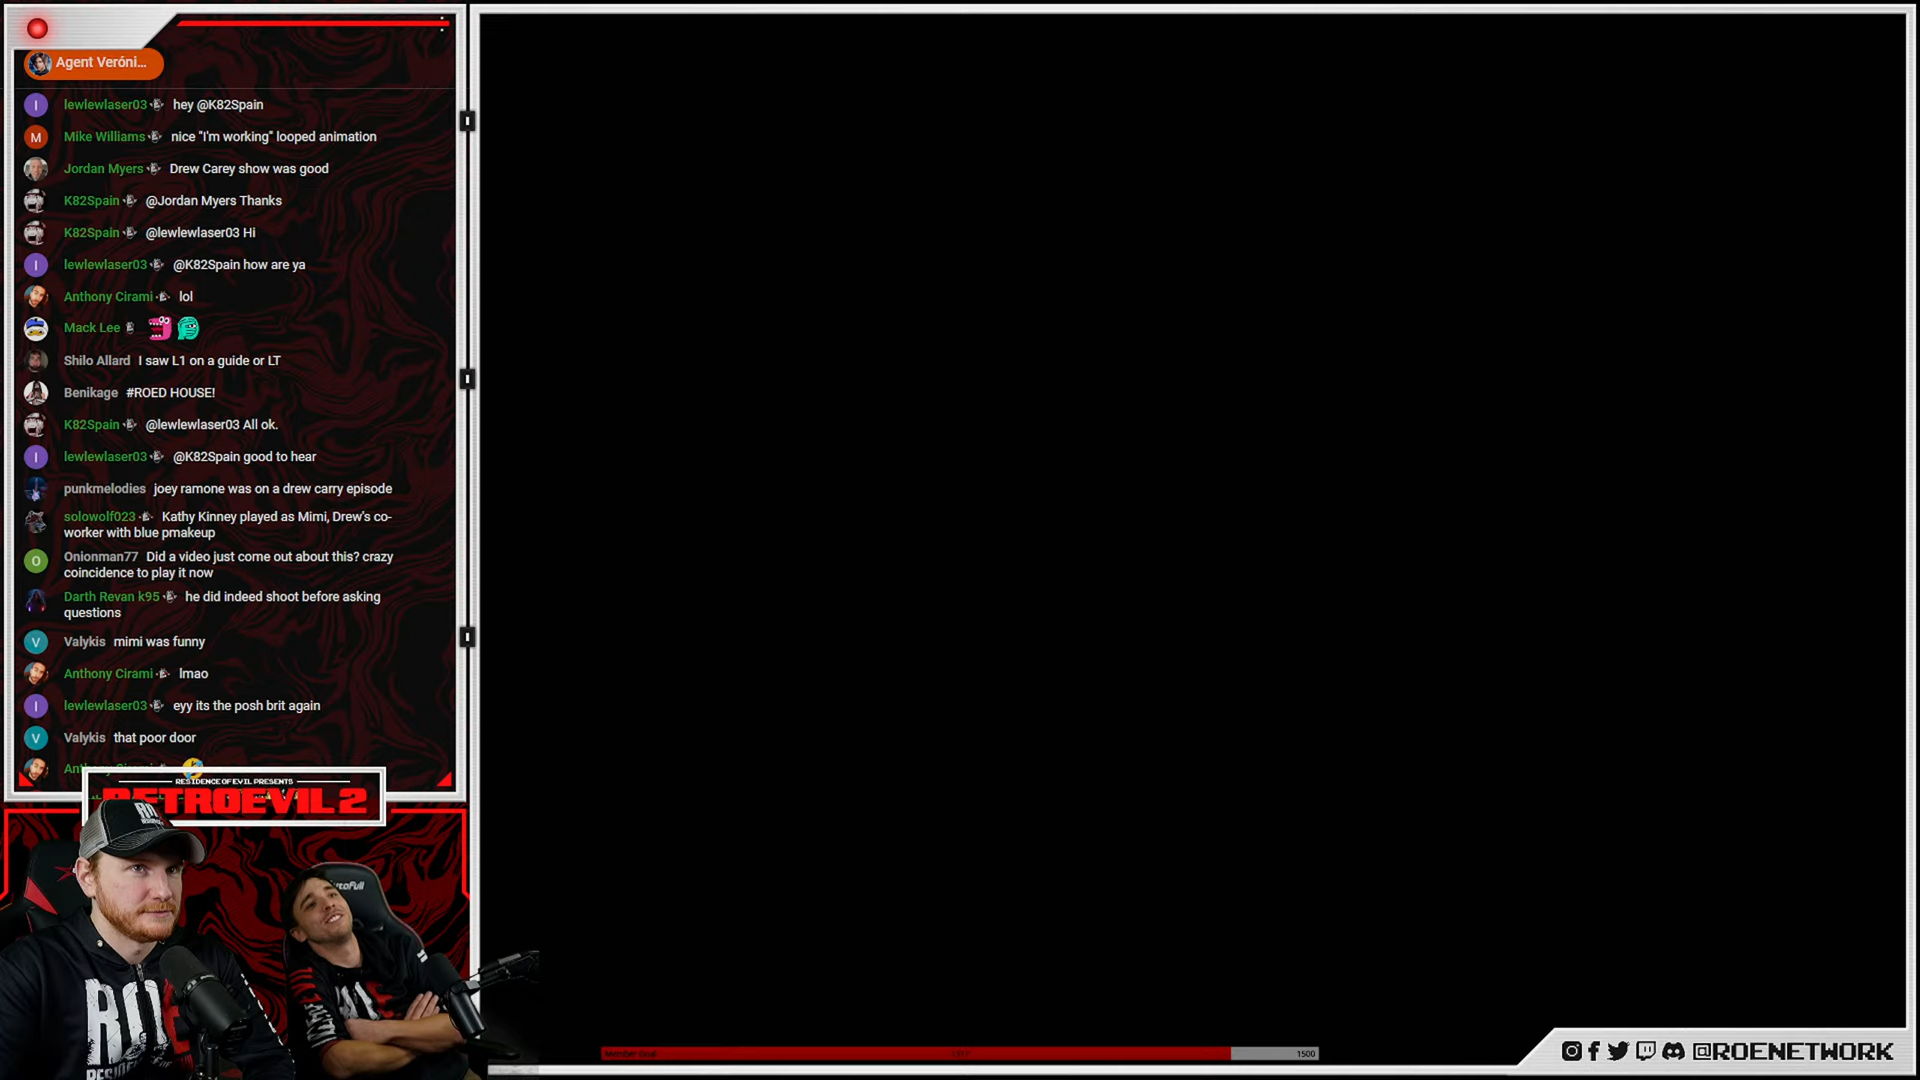 Agent Veróni...
lewlewlaser03 hey @K82Spain
Mike Williams nice "I'm working" looped animation
Jordan Myers Drew Carey show was good
K82Spain @Jordan Myers Thanks
K82Spain @lewlewlaser03 Hi
lewlewlaser03 @K82Spain how are ya
Anthony Cirami lol
Mack Lee
Shilo Allard I saw L1 on a guide or LT
Benikage #ROED HOUSE!
K82Spain @lewlewlaser03 All ok.
lewlewlaser03 @K82Spain good to hear
punkmelodies joey ramone was on a drew carry episode
solowolf023 Kathy Kinney played as Mimi, Drew's co-
worker with blue pmakeup
Onionman77 Did a video just come out about this? crazy
coincidence to play it now
Darth Revan k95 he did indeed shoot before asking
questions
Valykis mimi was funny
Anthony Cirami lmao
lewlewlaser03 eyy its the posh brit again
Valykis that poor door
RESIDENCE OF EVIL PRESENTS
RETROEVIL 2
Member Goal 1500
@ROENETWORK